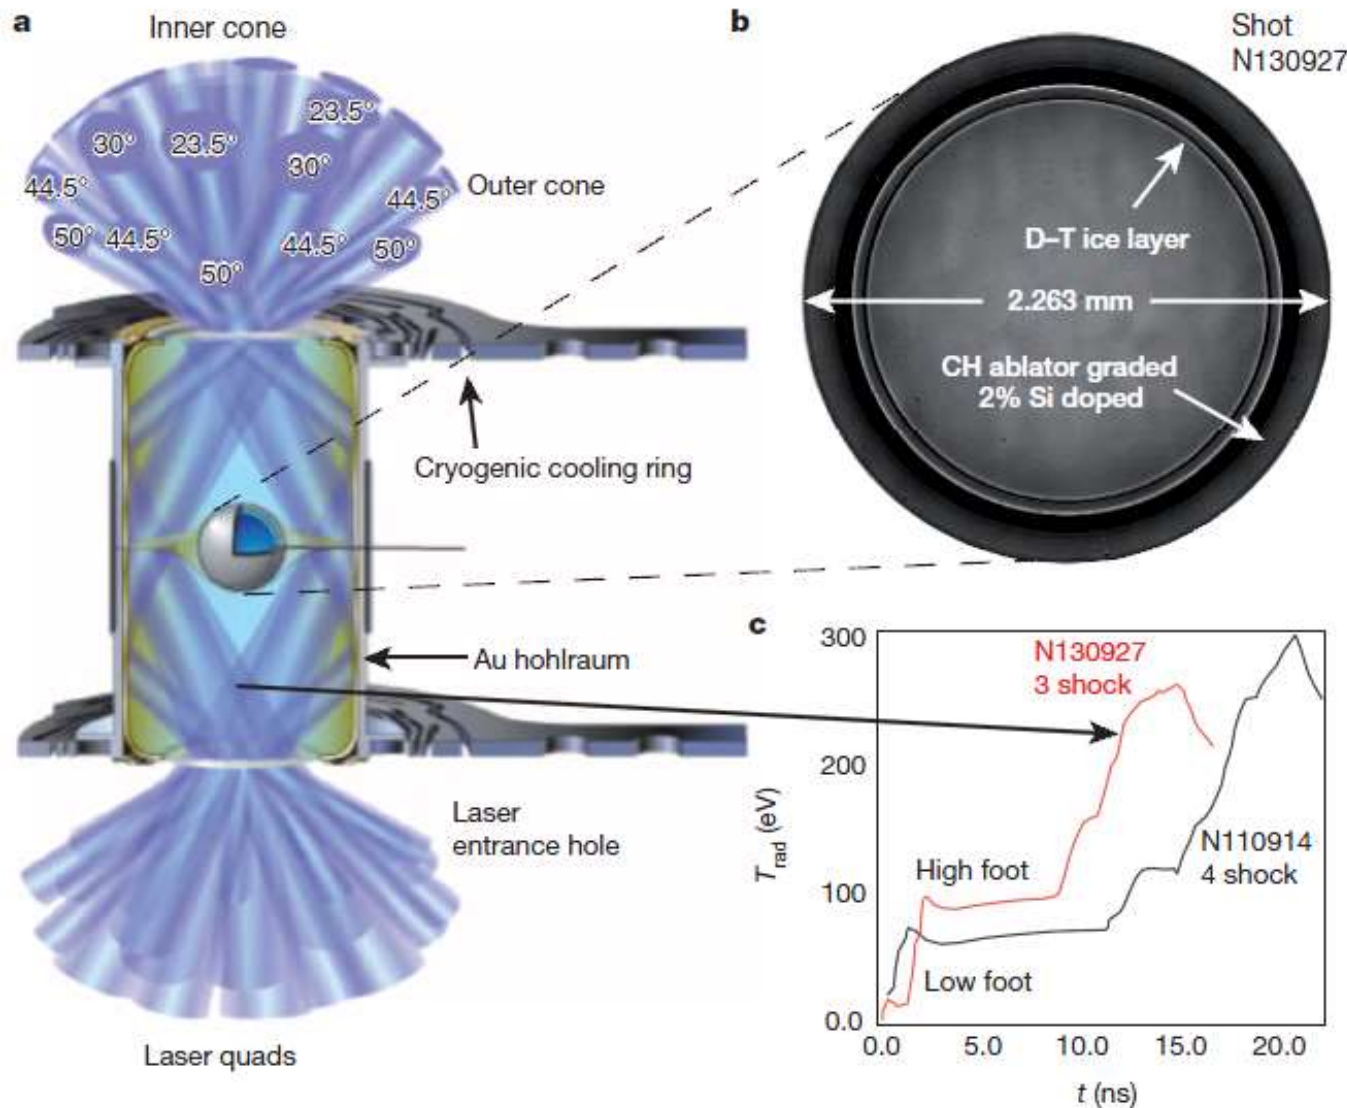 a
Inner cone
23.5°
30°
23.5°
30°
44.5°
44.5°
Outer cone
50°
44.5°
44.5°
50°
50°
Cryogenic cooling ring
Au hohlraum
Laser
entrance hole
Laser quads
b
Shot
N130927
D–T ice layer
2.263 mm
CH ablator graded
2% Si doped
c
300
200
100
0.0
T_rad (eV)
N130927
3 shock
High foot
N110914
4 shock
Low foot
0.0 5.0 10.0 15.0 20.0
t (ns)